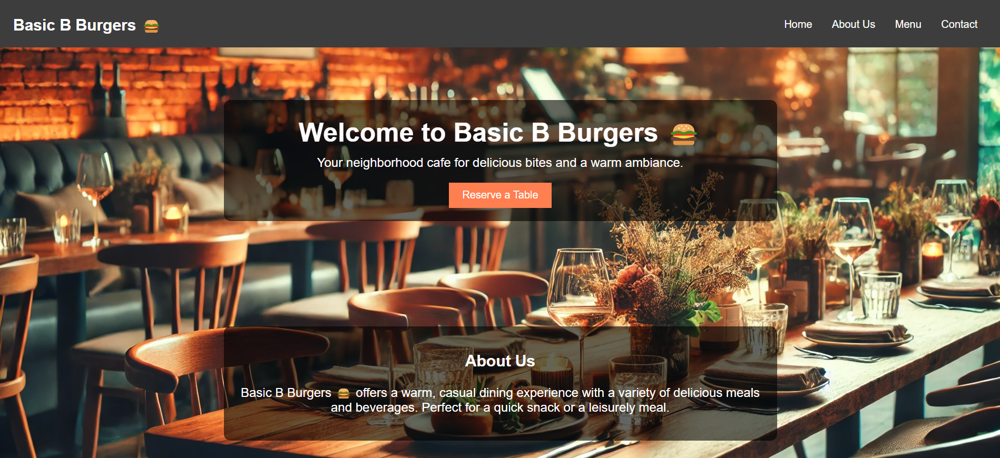 Basic B Burgers 🍔
Home About Us Menu Contact
Welcome to Basic B Burgers 🍔
Your neighborhood cafe for delicious bites and a warm ambiance.
Reserve a Table
About Us
Basic B Burgers 🍔 offers a warm, casual dining experience with a variety of delicious meals
and beverages. Perfect for a quick snack or a leisurely meal.